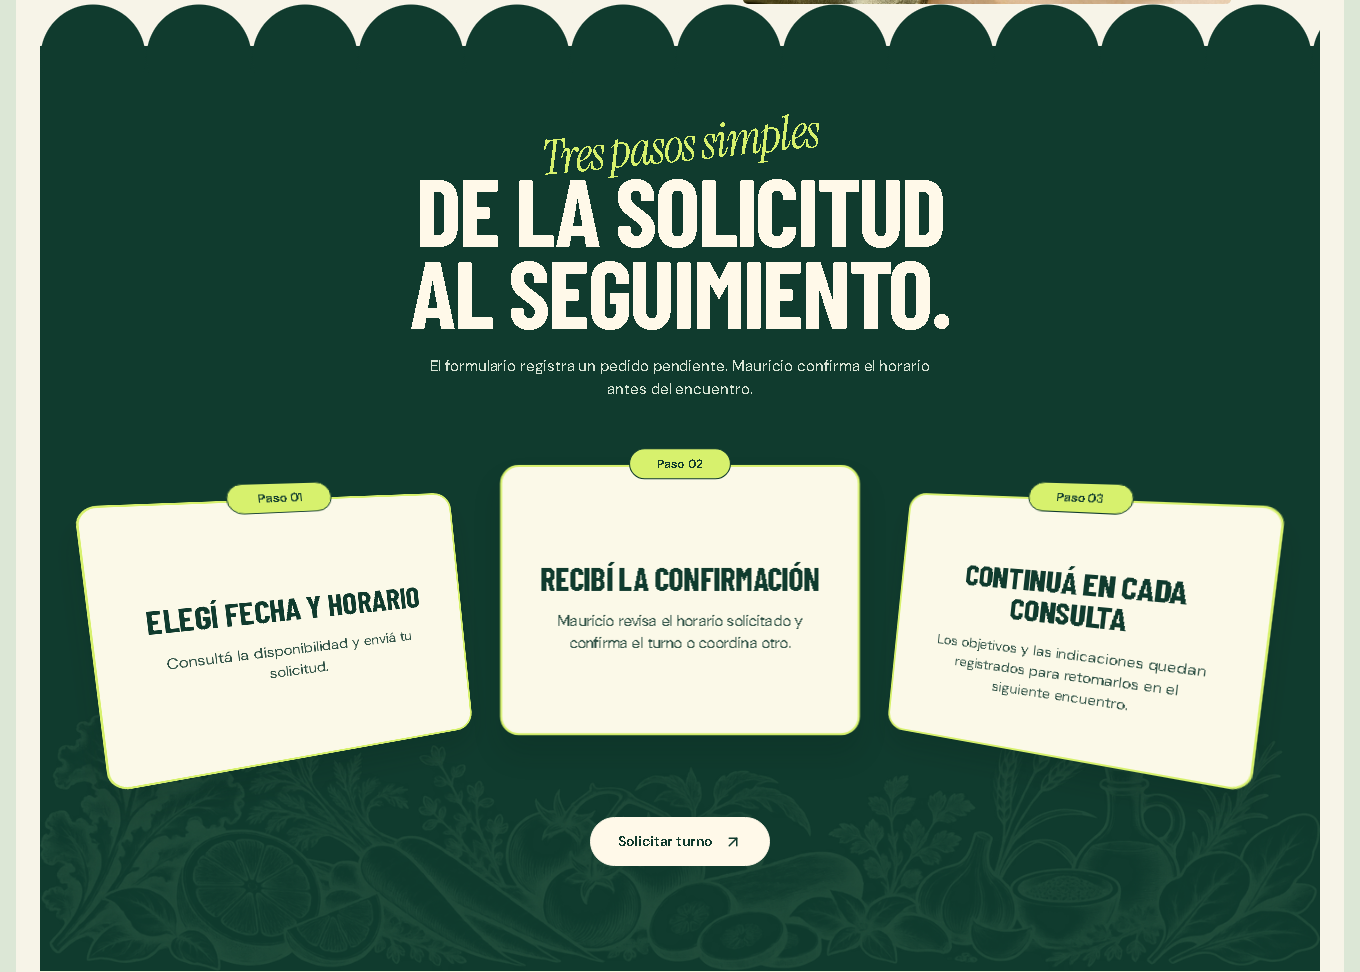 Tres pasos simples
DE LA SOLICITUD
AL SEGUIMIENTO.
El formulario registra un pedido pendiente. Mauricio confirma el horario
antes del encuentro.
Paso 01
ELEGÍ FECHA Y HORARIO
Consultá la disponibilidad y enviá tu
solicitud.
Paso 02
RECIBÍ LA CONFIRMACIÓN
Mauricio revisa el horario solicitado y
confirma el turno o coordina otro.
Paso 03
CONTINUÁ EN CADA
CONSULTA
Los objetivos y las indicaciones quedan
registrados para retomarlos en el
siguiente encuentro.
Solicitar turno